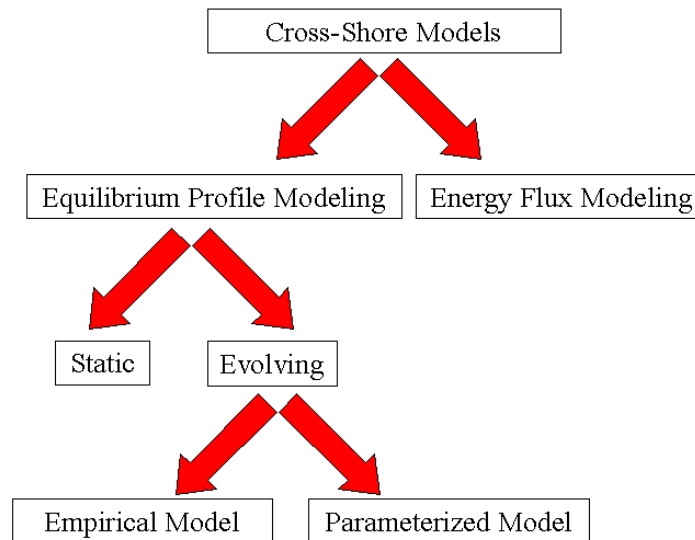 Cross-Shore Models
Equilibrium Profile Modeling
Energy Flux Modeling
Static
Evolving
Empirical Model
Parameterized Model